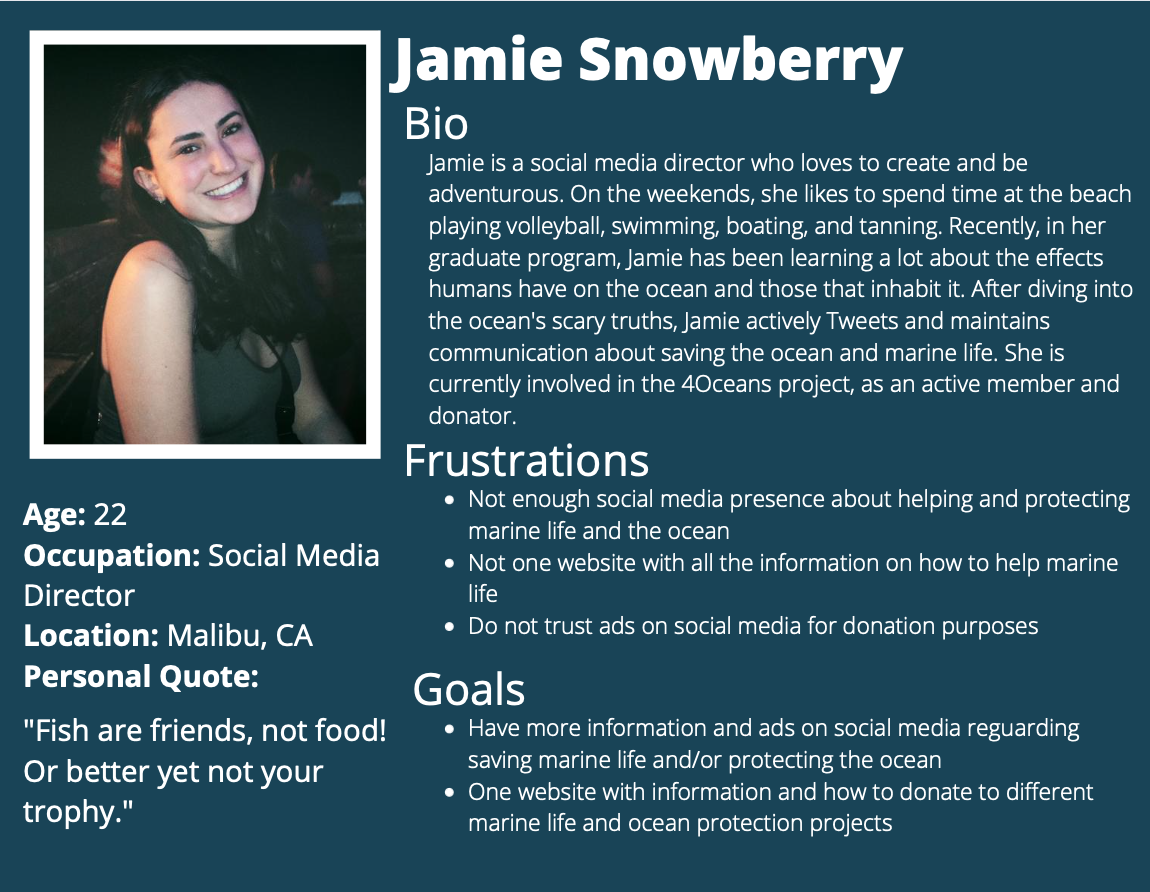 Jamie Snowberry
Bio
Jamie is a social media director who loves to create and be
adventurous. On the weekends, she likes to spend time at the beach
playing volleyball, swimming, boating, and tanning. Recently, in her
graduate program, Jamie has been learning a lot about the effects
humans have on the ocean and those that inhabit it. After diving into
the ocean's scary truths, Jamie actively Tweets and maintains
communication about saving the ocean and marine life. She is
currently involved in the 4Oceans project, as an active member and
donator.
Frustrations
• Not enough social media presence about helping and protecting
marine life and the ocean
• Not one website with all the information on how to help marine
life
• Do not trust ads on social media for donation purposes
Goals
• Have more information and ads on social media reguarding
saving marine life and/or protecting the ocean
• One website with information and how to donate to different
marine life and ocean protection projects
Age: 22
Occupation: Social Media
Director
Location: Malibu, CA
Personal Quote:
"Fish are friends, not food!
Or better yet not your
trophy."